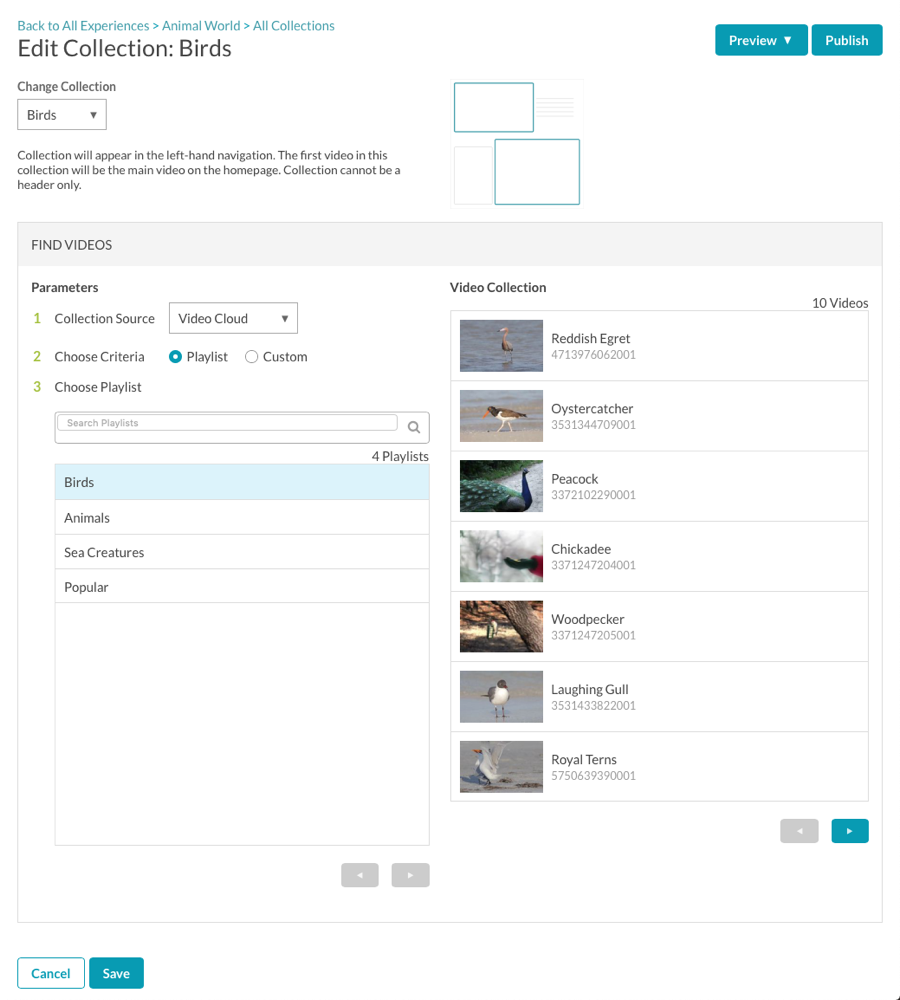 Back to All Experiences > Animal World > All Collections
Edit Collection: Birds
Preview ▼
Publish
Change Collection
Birds ▼
Collection will appear in the left-hand navigation. The first video in this
collection will be the main video on the homepage. Collection cannot be a
header only.
FIND VIDEOS
Parameters
1 Collection Source Video Cloud ▼
2 Choose Criteria Playlist Custom
3 Choose Playlist
Search Playlists
4 Playlists
Birds
Animals
Sea Creatures
Popular
Video Collection
10 Videos
Reddish Egret
4713976062001
Oystercatcher
3531344709001
Peacock
3372102290001
Chickadee
3371247204001
Woodpecker
3371247205001
Laughing Gull
3531433822001
Royal Terns
5750639390001
Cancel
Save